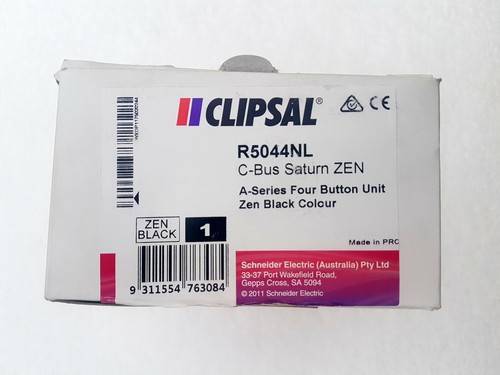 CLIPSAL®
CE
R5044NL
C-Bus Saturn ZEN
A-Series Four Button Unit
Zen Black Colour
ZEN
BLACK
1
Made in PRC
9 311554 763084
Schneider Electric (Australia) Pty Ltd
33-37 Port Wakefield Road,
Gepps Cross, SA 5094
© 2011 Schneider Electric